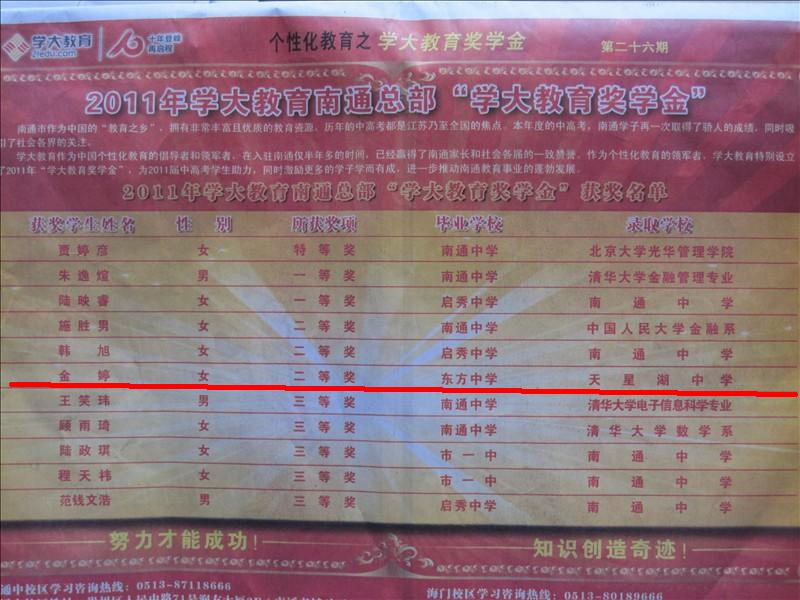 学大教育
21edu.com
十年登峰
再启程
个性化教育之 学大教育奖学金
第二十六期
2011年学大教育南通总部“学大教育奖学金”
南通市作为中国的“教育之乡”，拥有非常丰富且优质的教育资源，历年的中高考都是江苏乃至全国的焦点。本年度的中高考，南通学子再一次取得了骄人的成绩，同时吸
引了社会各界的关注。
学大教育作为中国个性化教育的倡导者和领军者，在入驻南通仅半年多的时间，已经赢得了南通家长和社会各届的一致赞誉。作为个性化教育的领军者，学大教育特别设立
了2011年“学大教育奖学金”，为2011届中高考学生助力，同时激励更多的学子学而有成，进一步推动南通教育事业的蓬勃发展。
2011年学大教育南通总部“学大教育奖学金”获奖名单
获奖学生姓名 性 别 所获奖项 毕业学校 录取学校
贾婷彦 女 特等奖 南通中学 北京大学光华管理学院
朱逸煊 男 一等奖 南通中学 清华大学金融管理专业
陆映睿 女 一等奖 启秀中学 南通中学
施胜男 女 二等奖 南通中学 中国人民大学金融系
韩旭 女 二等奖 启秀中学 南通中学
金婷 女 二等奖 东方中学 天星湖中学
王笑玮 男 三等奖 南通中学 清华大学电子信息科学专业
顾雨琦 女 三等奖 南通中学 清华大学数学系
陆政琪 女 三等奖 市一中 南通中学
程天祎 女 三等奖 市一中 南通中学
范钱文浩 男 三等奖 启秀中学 南通中学
努力才能成功！ 知识创造奇迹！
通中校区学习咨询热线：0513-87118666
海门校区学习咨询热线：0513-80189666